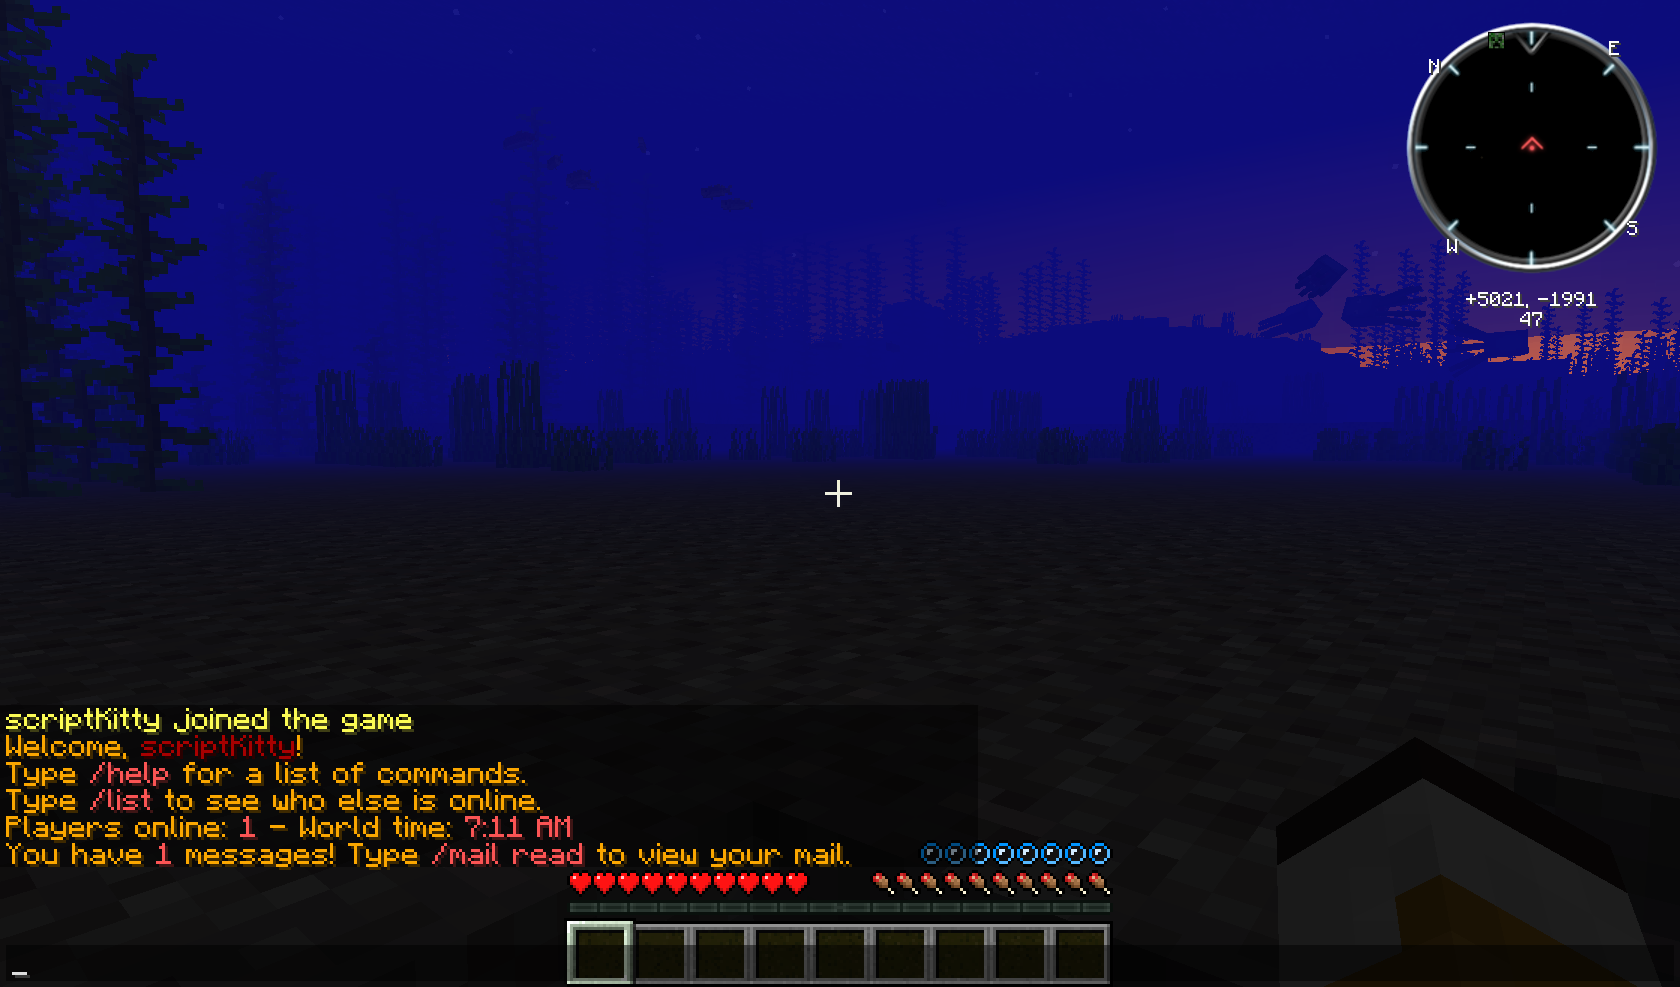 N
E
S
W
+5021, -1991
47
scriptKitty joined the game
Welcome, scriptKitty!
Type /help for a list of commands.
Type /list to see who else is online.
Players online: 1 - World time: 7:11 AM
You have 1 messages! Type /mail read to view your mail.
_